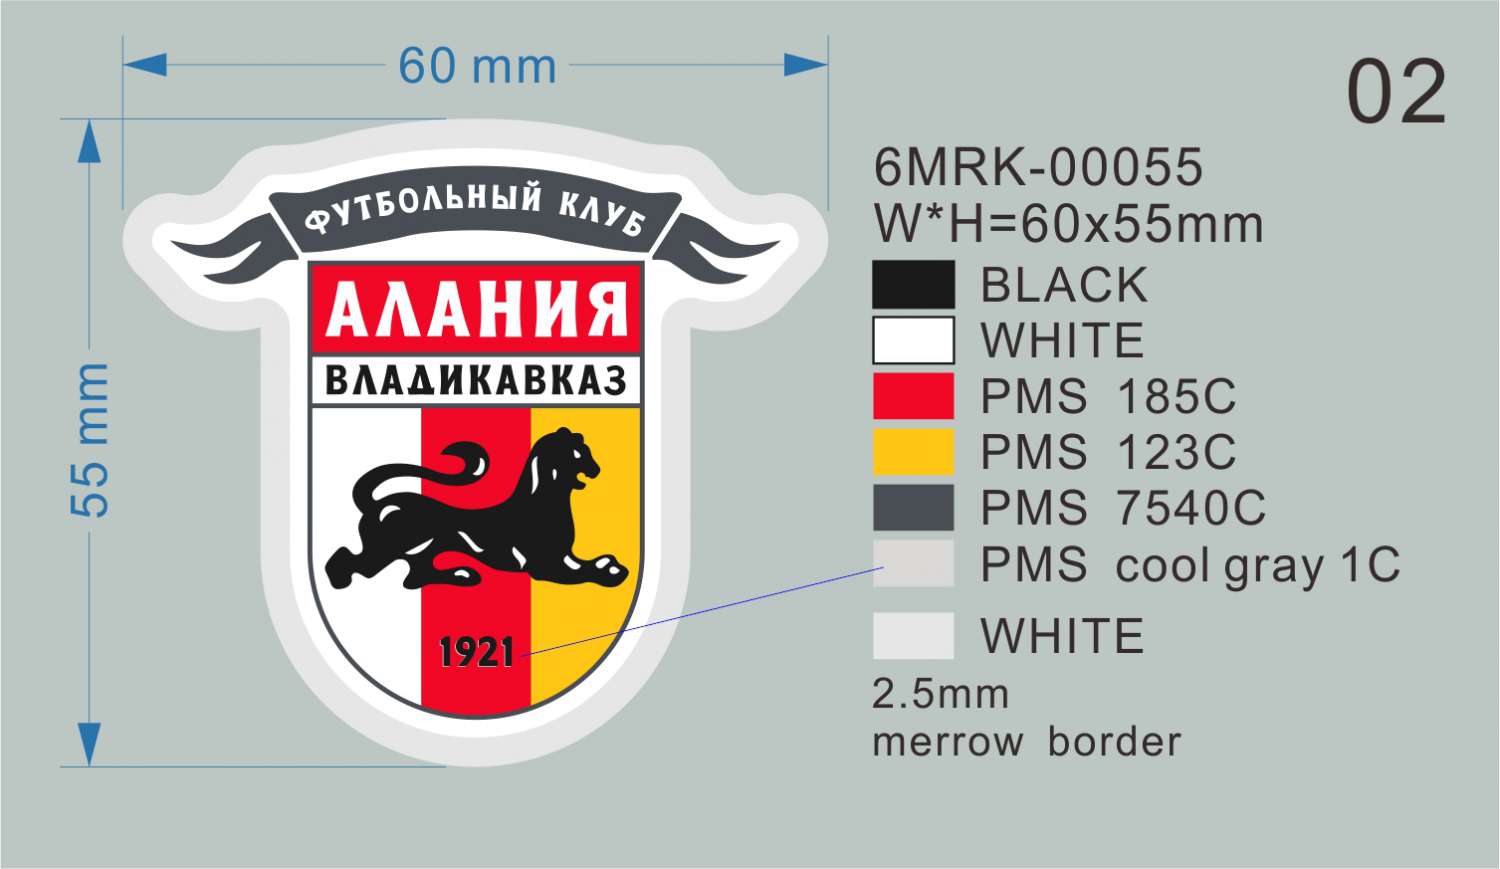 60 mm
02
55 mm
ФУТБОЛЬНЫЙ КЛУБ
АЛАНИЯ
ВЛАДИКАВКАЗ
1921
6MRK-00055
W*H=60x55mm
BLACK
WHITE
PMS 185C
PMS 123C
PMS 7540C
PMS cool gray 1C
WHITE
2.5mm
merrow border